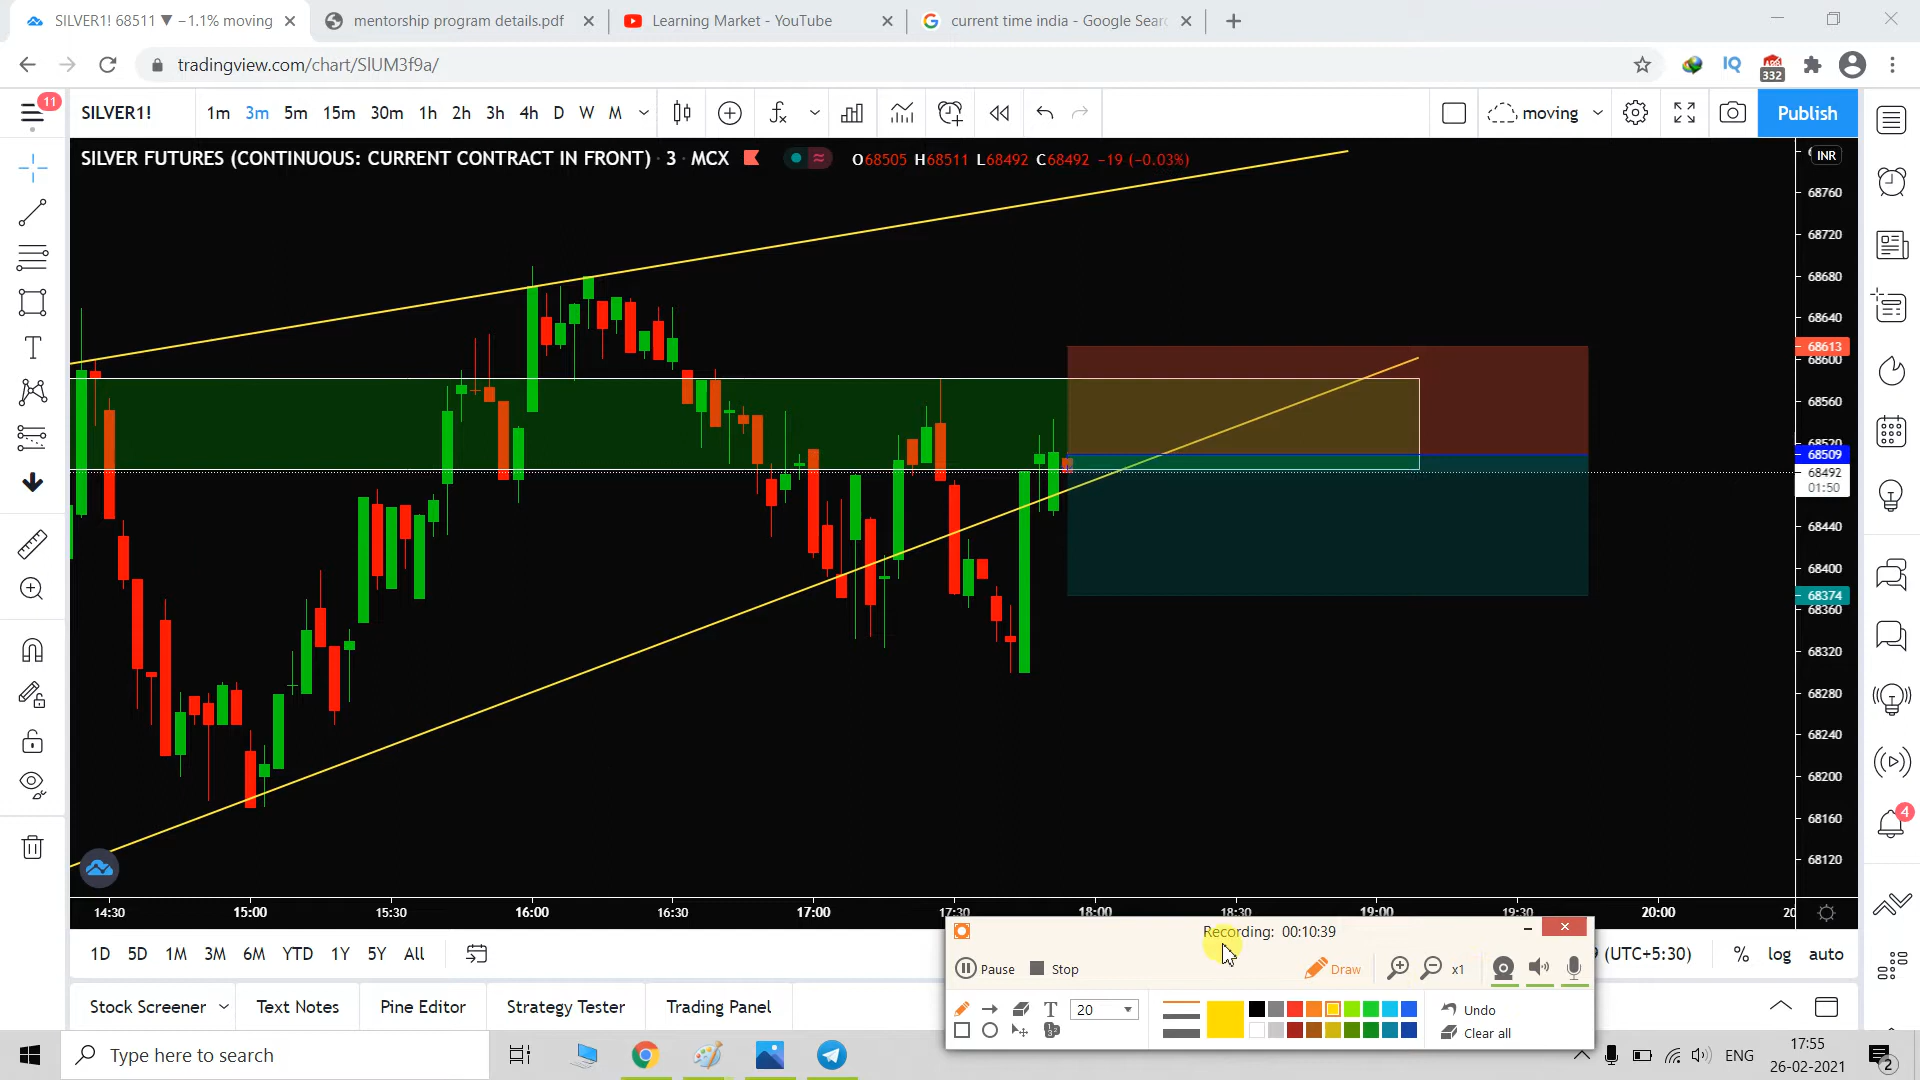 SILVER1! 68511 ▼ −1.1% moving
mentorship program details.pdf
Learning Market - YouTube
current time india - Google Sear
tradingview.com/chart/SlUM3f9a/
IQ
332
11
SILVER1!
1m 3m 5m 15m 30m 1h 2h 3h 4h D W M
moving
Publish
SILVER FUTURES (CONTINUOUS: CURRENT CONTRACT IN FRONT) · 3 · MCX
O68505 H68511 L68492 C68492 −19 (−0.03%)
INR
68760
68720
68680
68640
68613
68600
68560
68520
68509
68492
01:50
68440
68400
68374
68360
68320
68280
68240
68200
68160
68120
4
14:30 15:00 15:30 16:00 16:30 17:00 17:30 18:00 18:30 19:00 19:30 20:00 20
Recording: 00:10:39
1D 5D 1M 3M 6M YTD 1Y 5Y All
(UTC+5:30) % log auto
Pause Stop Draw x1
Stock Screener Text Notes Pine Editor Strategy Tester Trading Panel
T 20 Undo
Clear all
Type here to search
ENG
17:55
26-02-2021
2